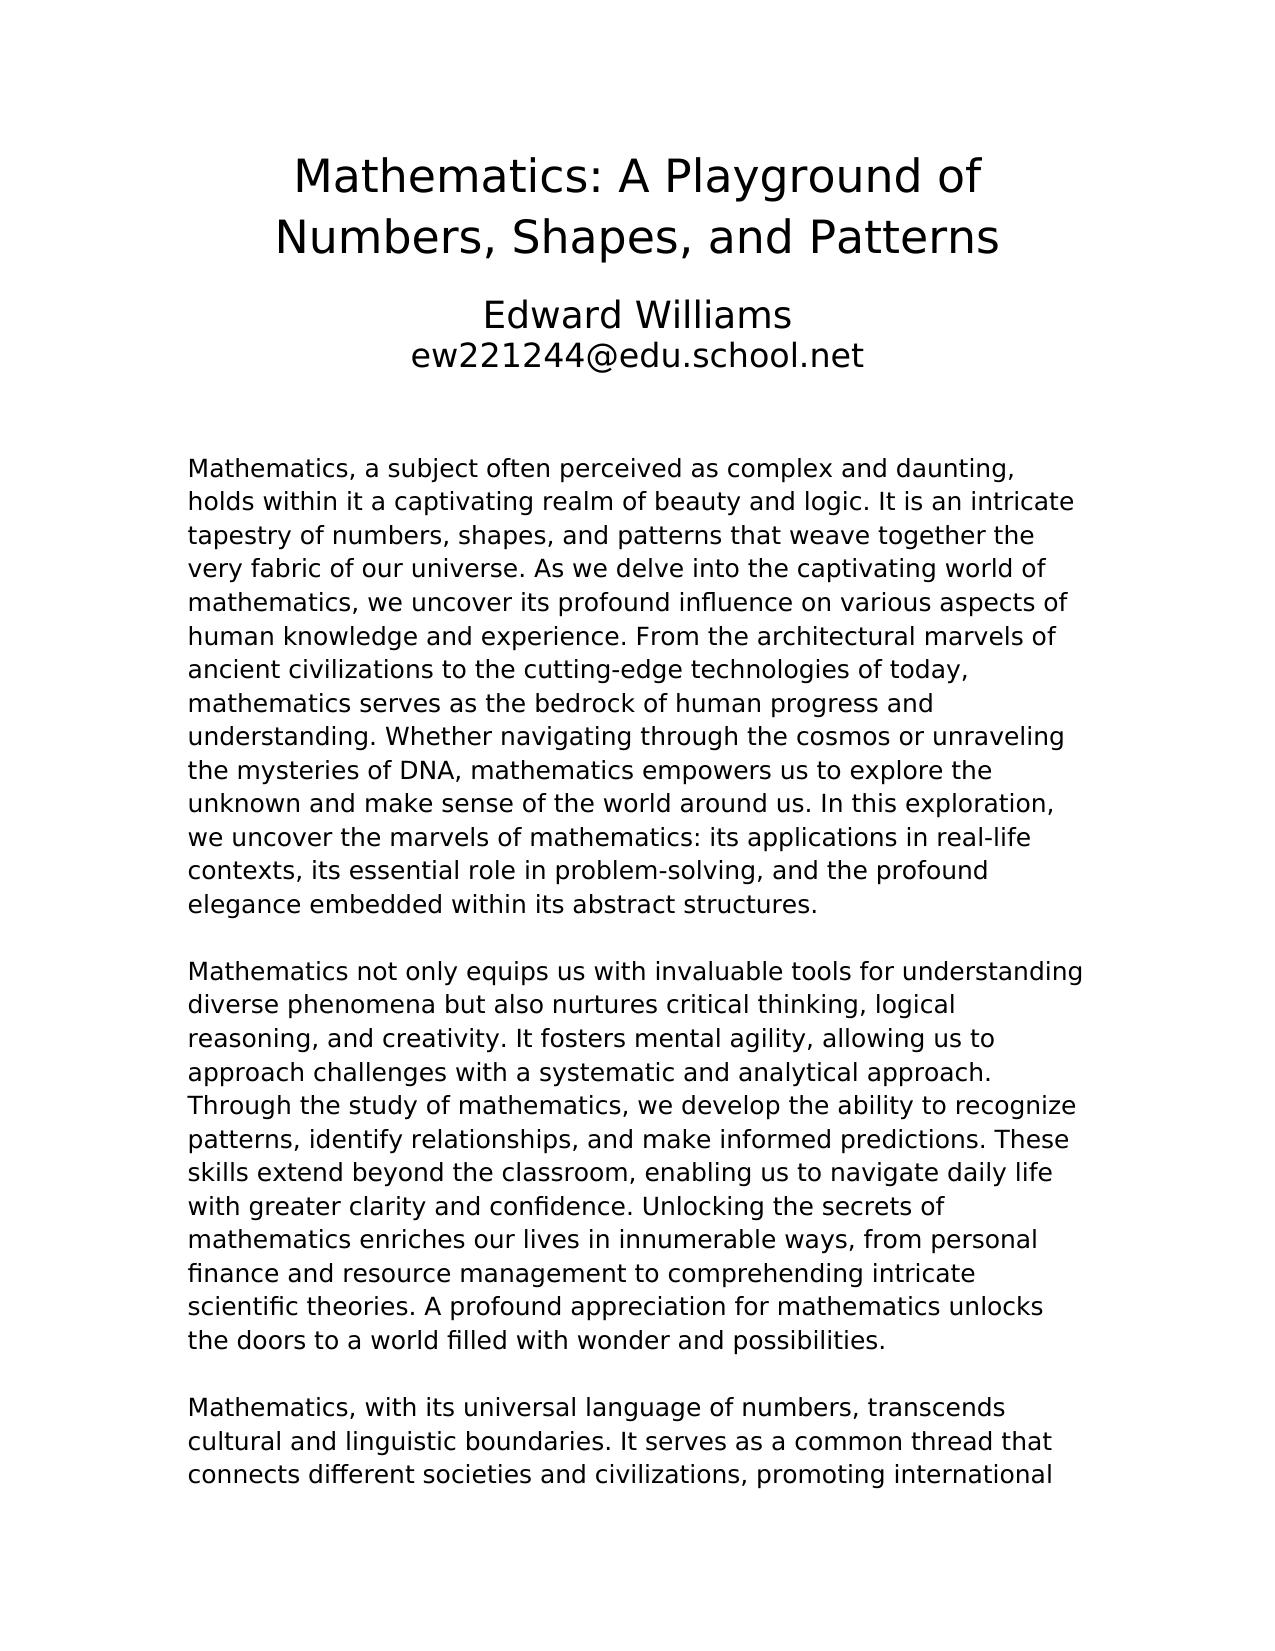 Mathematics: A Playground of
Numbers, Shapes, and Patterns
Edward Williams
ew221244@edu.school.net
Mathematics, a subject often perceived as complex and daunting,
holds within it a captivating realm of beauty and logic. It is an intricate
tapestry of numbers, shapes, and patterns that weave together the
very fabric of our universe. As we delve into the captivating world of
mathematics, we uncover its profound influence on various aspects of
human knowledge and experience. From the architectural marvels of
ancient civilizations to the cutting-edge technologies of today,
mathematics serves as the bedrock of human progress and
understanding. Whether navigating through the cosmos or unraveling
the mysteries of DNA, mathematics empowers us to explore the
unknown and make sense of the world around us. In this exploration,
we uncover the marvels of mathematics: its applications in real-life
contexts, its essential role in problem-solving, and the profound
elegance embedded within its abstract structures.
Mathematics not only equips us with invaluable tools for understanding
diverse phenomena but also nurtures critical thinking, logical
reasoning, and creativity. It fosters mental agility, allowing us to
approach challenges with a systematic and analytical approach.
Through the study of mathematics, we develop the ability to recognize
patterns, identify relationships, and make informed predictions. These
skills extend beyond the classroom, enabling us to navigate daily life
with greater clarity and confidence. Unlocking the secrets of
mathematics enriches our lives in innumerable ways, from personal
finance and resource management to comprehending intricate
scientific theories. A profound appreciation for mathematics unlocks
the doors to a world filled with wonder and possibilities.
Mathematics, with its universal language of numbers, transcends
cultural and linguistic boundaries. It serves as a common thread that
connects different societies and civilizations, promoting international